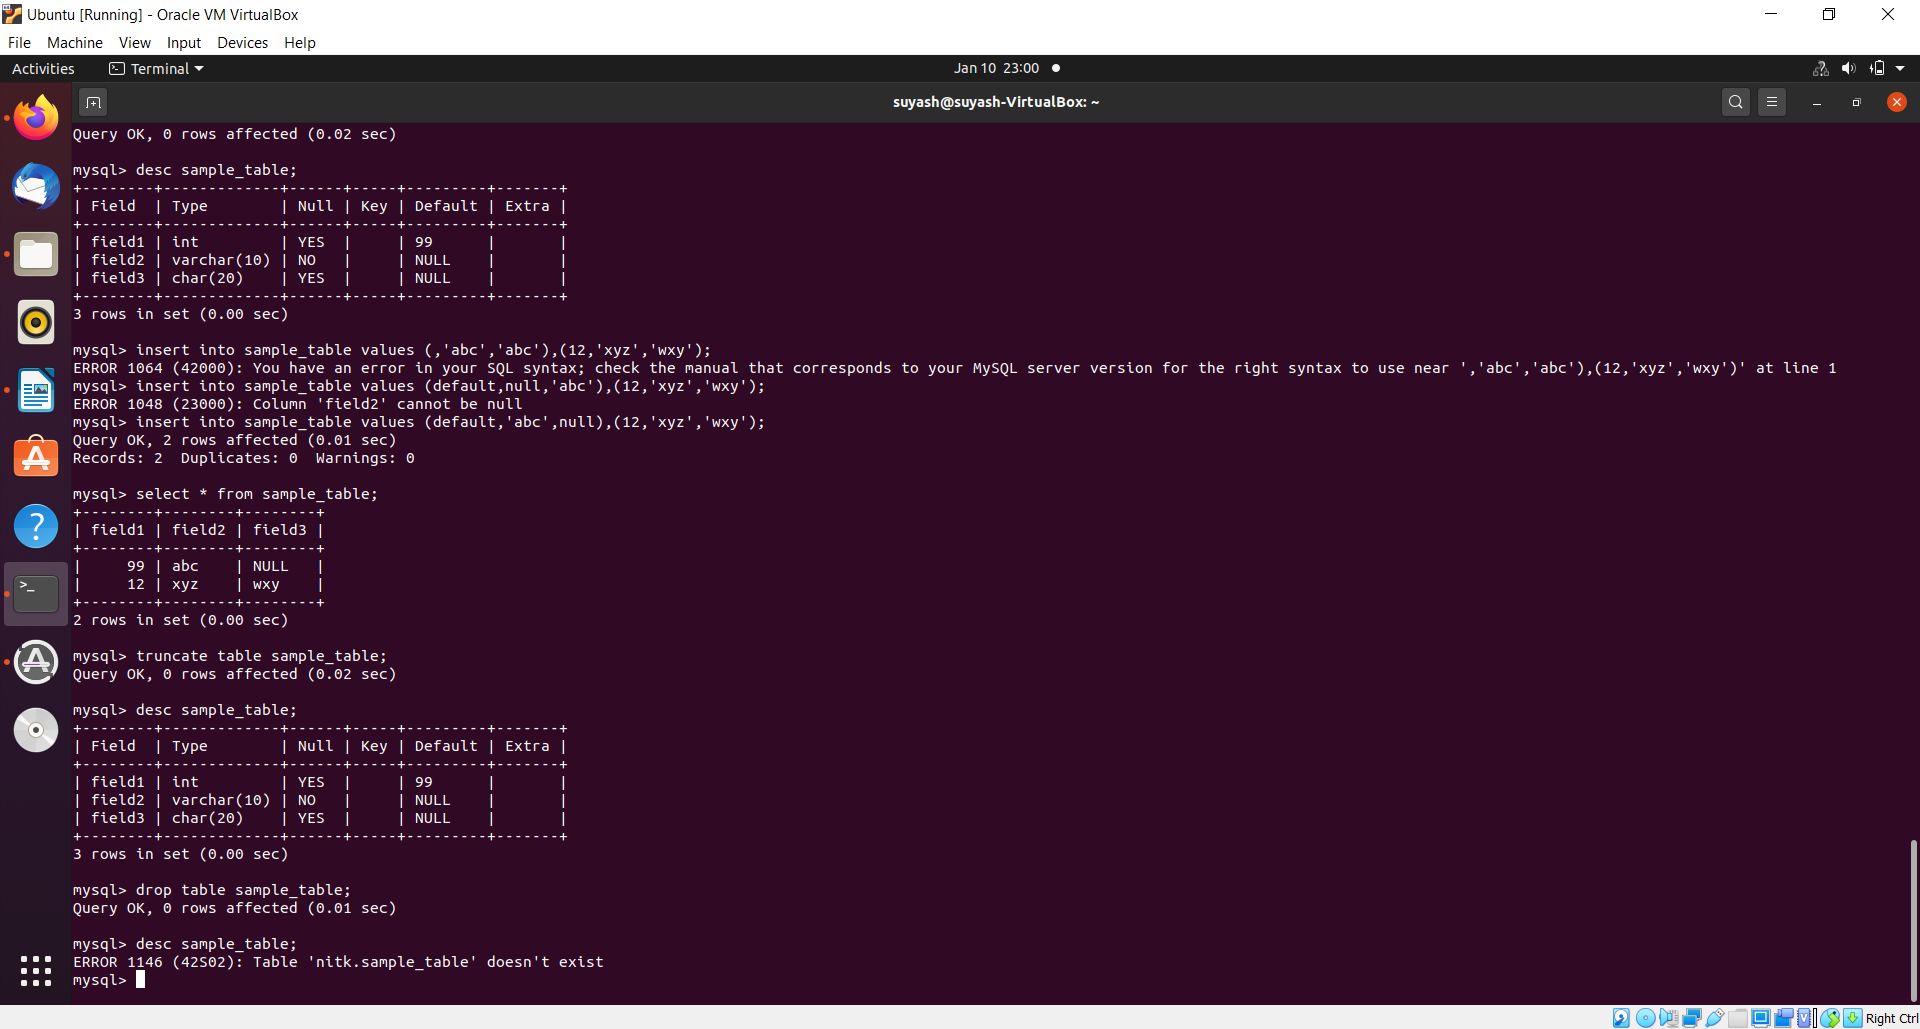 Ubuntu [Running] - Oracle VM VirtualBox
File Machine View Input Devices Help
Activities Terminal Jan 10 23:00
suyash@suyash-VirtualBox: ~
Query OK, 0 rows affected (0.02 sec)
mysql> desc sample_table;
+--------+-------------+------+-----+---------+-------+
| Field  | Type        | Null | Key | Default | Extra |
+--------+-------------+------+-----+---------+-------+
| field1 | int         | YES  |     | 99      |       |
| field2 | varchar(10) | NO   |     | NULL    |       |
| field3 | char(20)    | YES  |     | NULL    |       |
+--------+-------------+------+-----+---------+-------+
3 rows in set (0.00 sec)
mysql> insert into sample_table values (,'abc','abc'),(12,'xyz','wxy');
ERROR 1064 (42000): You have an error in your SQL syntax; check the manual that corresponds to your MySQL server version for the right syntax to use near ','abc','abc'),(12,'xyz','wxy')' at line 1
mysql> insert into sample_table values (default,null,'abc'),(12,'xyz','wxy');
ERROR 1048 (23000): Column 'field2' cannot be null
mysql> insert into sample_table values (default,'abc',null),(12,'xyz','wxy');
Query OK, 2 rows affected (0.01 sec)
Records: 2  Duplicates: 0  Warnings: 0
mysql> select * from sample_table;
+--------+--------+--------+
| field1 | field2 | field3 |
+--------+--------+--------+
|     99 | abc    | NULL   |
|     12 | xyz    | wxy    |
+--------+--------+--------+
2 rows in set (0.00 sec)
mysql> truncate table sample_table;
Query OK, 0 rows affected (0.02 sec)
mysql> desc sample_table;
+--------+-------------+------+-----+---------+-------+
| Field  | Type        | Null | Key | Default | Extra |
+--------+-------------+------+-----+---------+-------+
| field1 | int         | YES  |     | 99      |       |
| field2 | varchar(10) | NO   |     | NULL    |       |
| field3 | char(20)    | YES  |     | NULL    |       |
+--------+-------------+------+-----+---------+-------+
3 rows in set (0.00 sec)
mysql> drop table sample_table;
Query OK, 0 rows affected (0.01 sec)
mysql> desc sample_table;
ERROR 1146 (42S02): Table 'nitk.sample_table' doesn't exist
mysql>
Right Ctrl